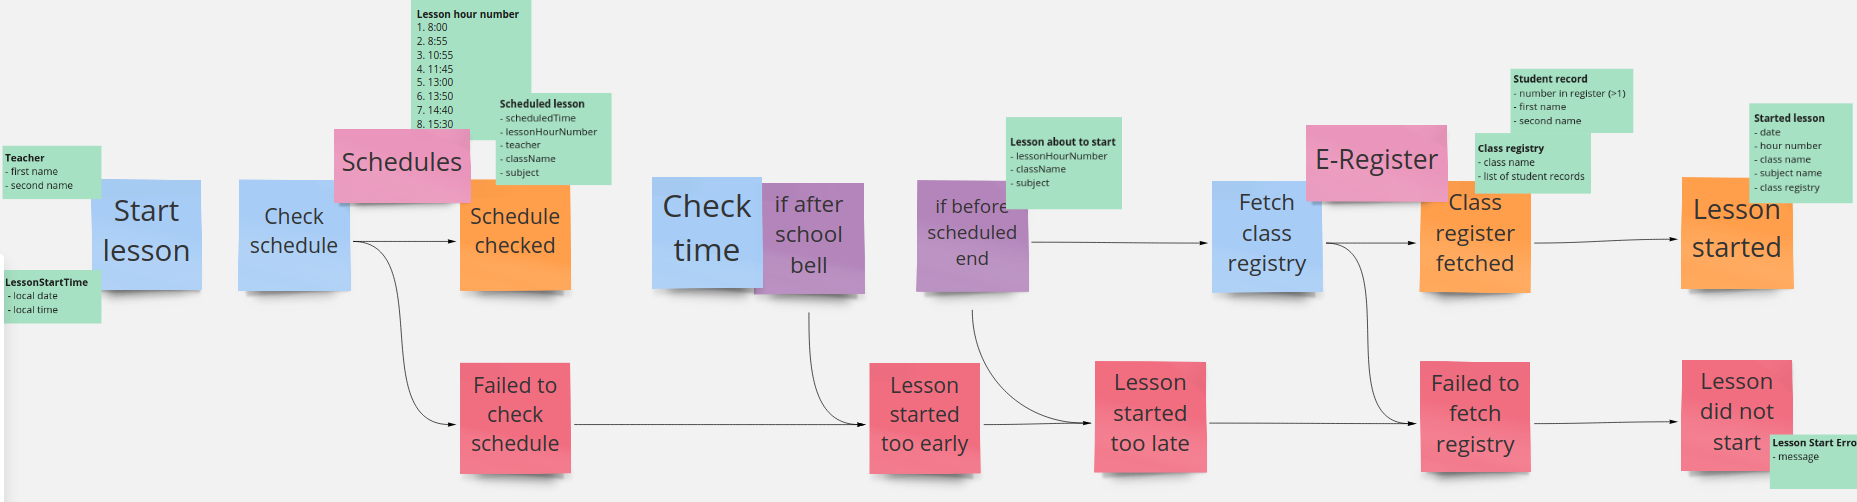 Lesson hour number
1. 8:00
2. 8:55
3. 10:55
4. 11:45
5. 13:00
6. 13:50
7. 14:40
8. 15:30
Scheduled lesson
- scheduledTime
- lessonHourNumber
- teacher
- className
- subject
Schedules
Teacher
- first name
- second name
Start
lesson
LessonStartTime
- local date
- local time
Check
schedule
Schedule
checked
Check
time
if after
school
bell
if before
scheduled
end
Lesson about to start
- lessonHourNumber
- className
- subject
Fetch
class
registry
E-Register
Student record
- number in register (>1)
- first name
- second name
Class registry
- class name
- list of student records
Class
register
fetched
Started lesson
- date
- hour number
- class name
- subject name
- class registry
Lesson
started
Failed to
check
schedule
Lesson
started
too early
Lesson
started
too late
Failed to
fetch
registry
Lesson
did not
start
Lesson Start Erro
- message